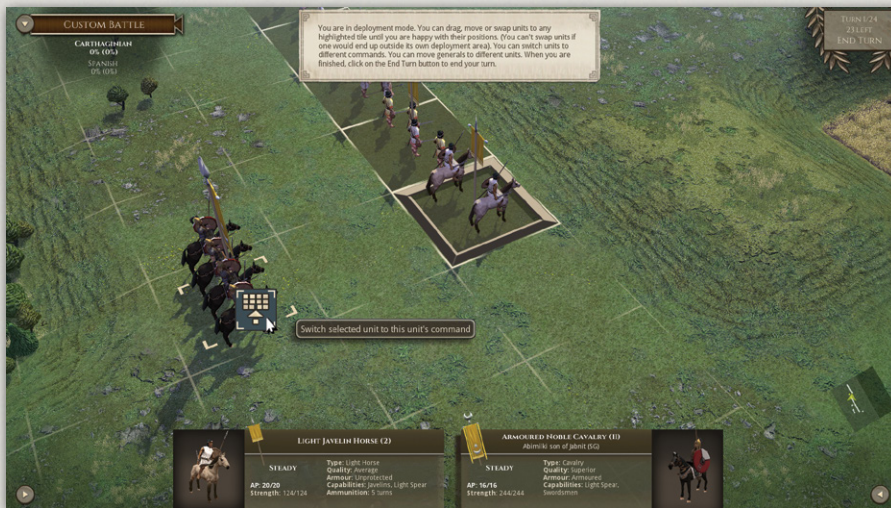 Custom Battle
Carthaginian
0% (0%)
Spanish
0% (0%)
You are in deployment mode. You can drag, move or swap units to any
highlighted tile until you are happy with their positions. (You can't swap units if
one would end up outside its own deployment area). You can switch units to
different commands. You can move generals to different units. When you are
finished, click on the End Turn button to end your turn.
Turn 1/24
23 Left
End Turn
Switch selected unit to this unit's command
Light Javelin Horse (2)
Steady
AP: 20/20
Strength: 124/124
Type: Light Horse
Quality: Average
Armour: Unprotected
Capabilities: Javelins, Light Spear
Ammunition: 5 turns
Armoured Noble Cavalry (E)
Abimilki son of Jabnit (SG)
Steady
AP: 16/16
Strength: 244/244
Type: Cavalry
Quality: Superior
Armour: Armoured
Capabilities: Light Spear,
Swordsmen